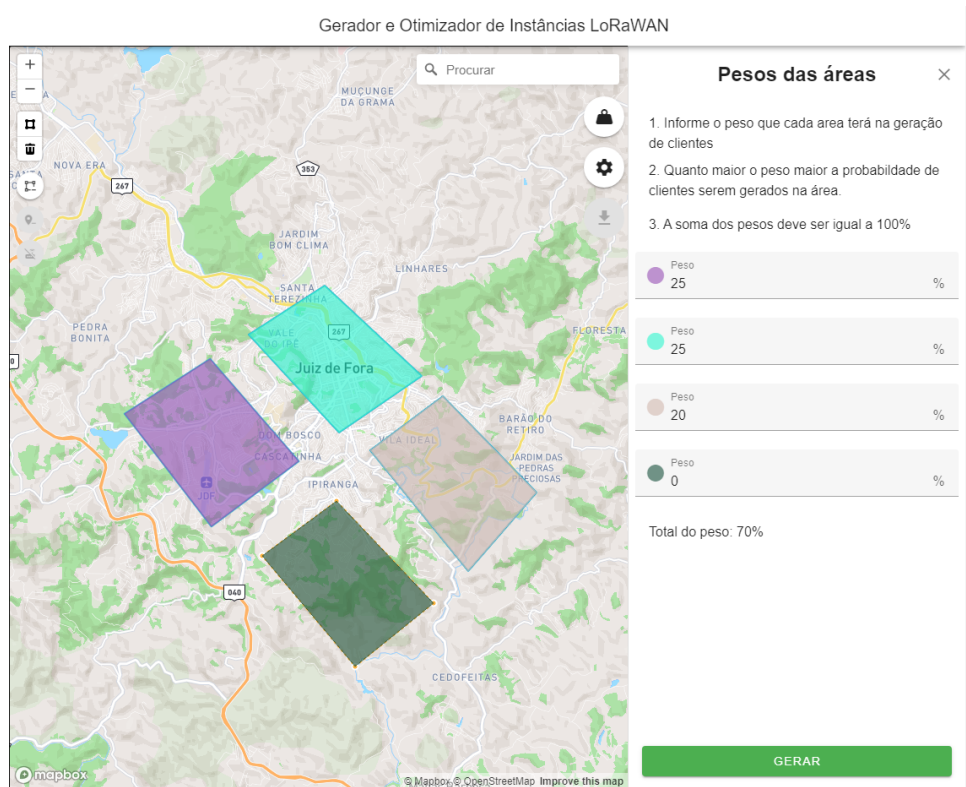 Gerador e Otimizador de Instâncias LoRaWAN
Procurar
MUÇUNGE
DA GRAMA
NOVA ERA
267
353
JARDIM
BOM CLIMA
LINHARES
SANTA
TEREZINHA
PEDRA
BONITA
VALE
DO IPÊ
267
FLORESTA
0
Juiz de Fora
BARÃO DO
RETIRO
DOM BOSCO
VILA IDEAL
CASCATINHA
JARDIM DAS
PEDRAS
PRECIOSAS
IPIRANGA
JDF
040
CEDOFEITAS
mapbox
© Mapbox © OpenStreetMap Improve this map
Pesos das áreas
1. Informe o peso que cada area terá na geração
de clientes
2. Quanto maior o peso maior a probabildade de
clientes serem gerados na área.
3. A soma dos pesos deve ser igual a 100%
Peso
25 %
Peso
25 %
Peso
20 %
Peso
0 %
Total do peso: 70%
GERAR